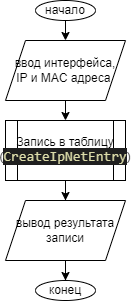 начало
ввод интерфейса,
IP и MAC адреса
Запись в таблицу
(CreateIpNetEntry)
вывод результата
записи
конец